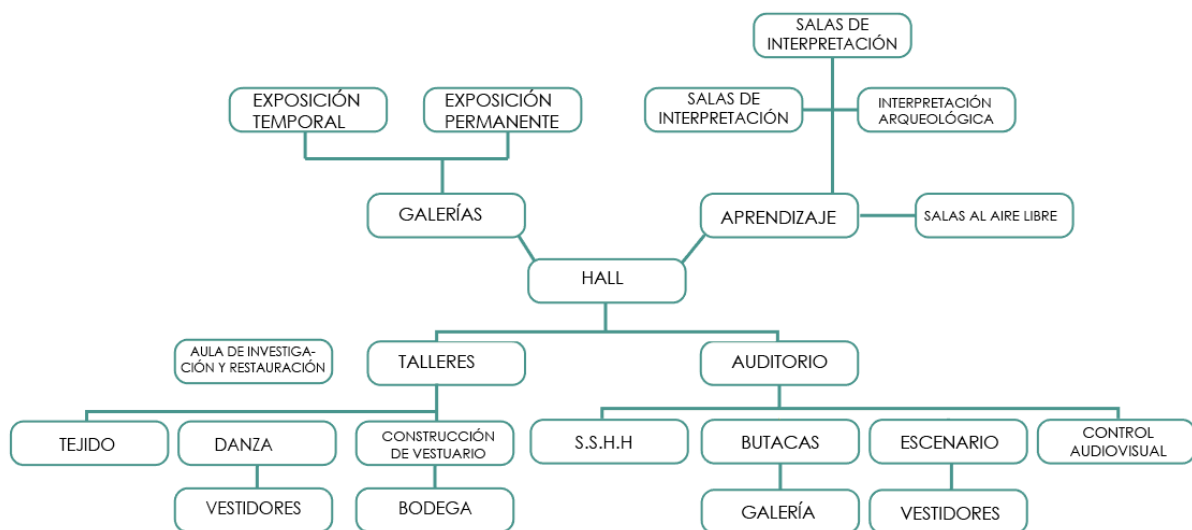 SALAS DE
INTERPRETACIÓN
EXPOSICIÓN
TEMPORAL
EXPOSICIÓN
PERMANENTE
SALAS DE
INTERPRETACIÓN
INTERPRETACIÓN
ARQUEOLÓGICA
GALERÍAS
APRENDIZAJE
SALAS AL AIRE LIBRE
HALL
AULA DE INVESTIGA-
CIÓN Y RESTAURACIÓN
TALLERES
AUDITORIO
TEJIDO
DANZA
CONSTRUCCIÓN
DE VESTUARIO
S.S.H.H
BUTACAS
ESCENARIO
CONTROL
AUDIOVISUAL
VESTIDORES
BODEGA
GALERÍA
VESTIDORES